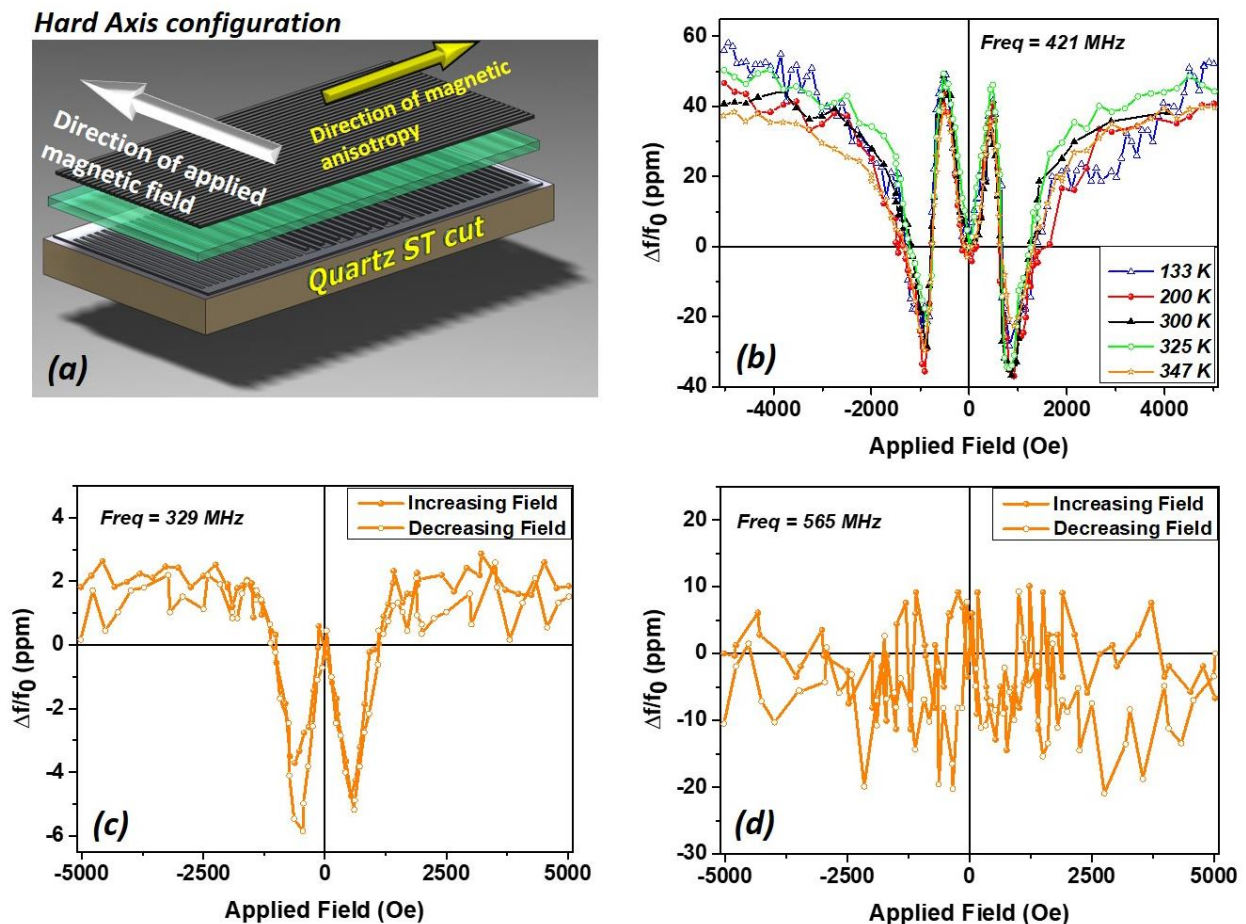 Hard Axis configuration
Direction of applied
magnetic field
Direction of magnetic
anisotropy
Quartz ST cut
(a)
Freq = 421 MHz
Δf/f0 (ppm)
60
40
20
0
-20
-40
133 K
200 K
300 K
325 K
347 K
(b)
-4000 -2000 0 2000 4000
Applied Field (Oe)
Freq = 329 MHz
Increasing Field
Decreasing Field
Δf/f0 (ppm)
4
2
0
-2
-4
-6
(c)
-5000 -2500 0 2500 5000
Applied Field (Oe)
Freq = 565 MHz
Increasing Field
Decreasing Field
Δf/f0 (ppm)
20
10
0
-10
-20
-30
(d)
-5000 -2500 0 2500 5000
Applied Field (Oe)